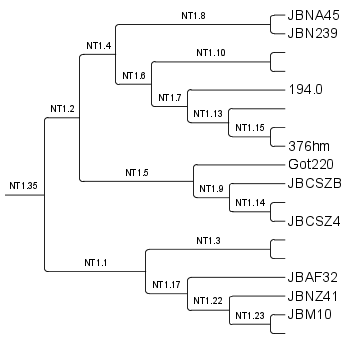 NT1.8
JBNA45
JBN239
NT1.4
NT1.10
NT1.6
194.0
NT1.7
NT1.2
NT1.13
NT1.15
376hm
Got220
NT1.5
JBCSZB
NT1.9
NT1.35
NT1.14
JBCSZ4
NT1.3
NT1.1
JBAF32
NT1.17
JBNZ41
NT1.22
JBM10
NT1.23